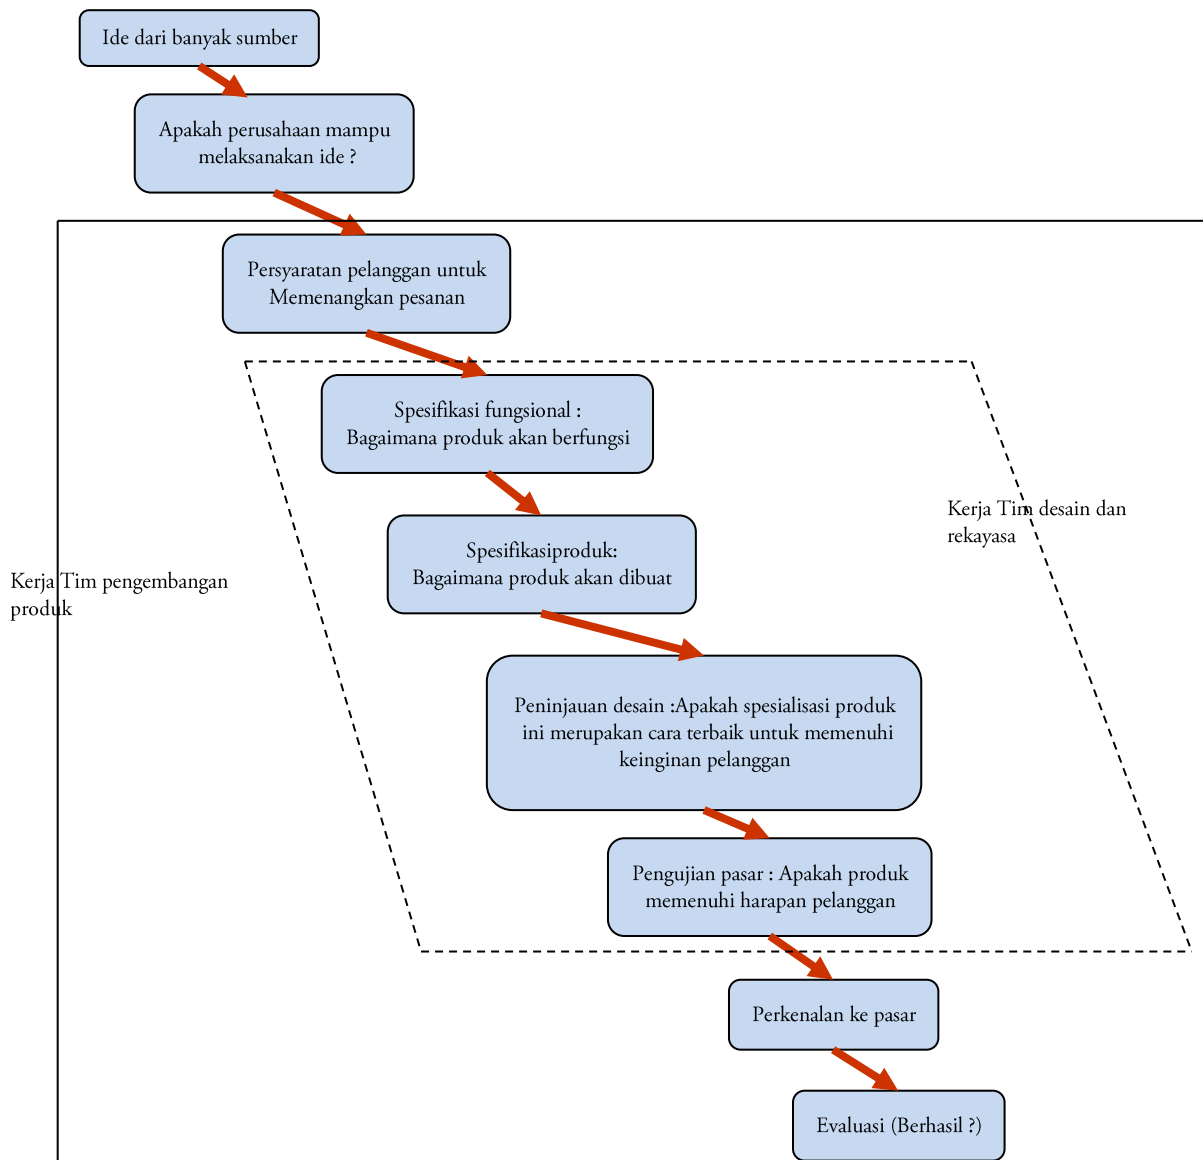 Ide dari banyak sumber
Apakah perusahaan mampu
melaksanakan ide ?
Persyaratan pelanggan untuk
Memenangkan pesanan
Spesifikasi fungsional :
Bagaimana produk akan berfungsi
Kerja Tim desain dan
rekayasa
Spesifikasiproduk:
Bagaimana produk akan dibuat
Kerja Tim pengembangan
produk
Peninjauan desain :Apakah spesialisasi produk
ini merupakan cara terbaik untuk memenuhi
keinginan pelanggan
Pengujian pasar : Apakah produk
memenuhi harapan pelanggan
Perkenalan ke pasar
Evaluasi (Berhasil ?)